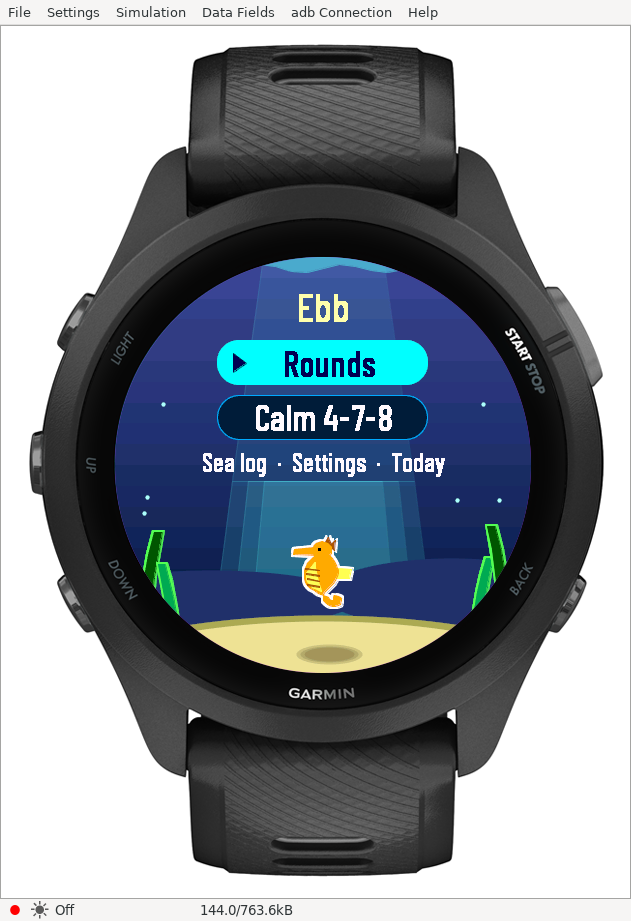 File Settings Simulation Data Fields adb Connection Help
Ebb
LIGHT
START STOP
Rounds
Calm 4-7-8
UP
Sea log · Settings · Today
DOWN
BACK
GARMIN
Off 144.0/763.6kB